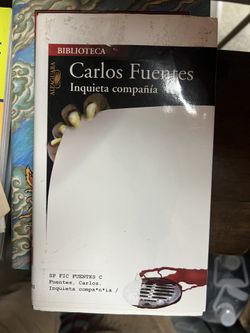 BIBLIOTECA
ALFAGUARA
Carlos Fuentes
Inquieta compañía
SP FIC FUENTES C
Fuentes, Carlos.
Inquieta compa*n*ia /